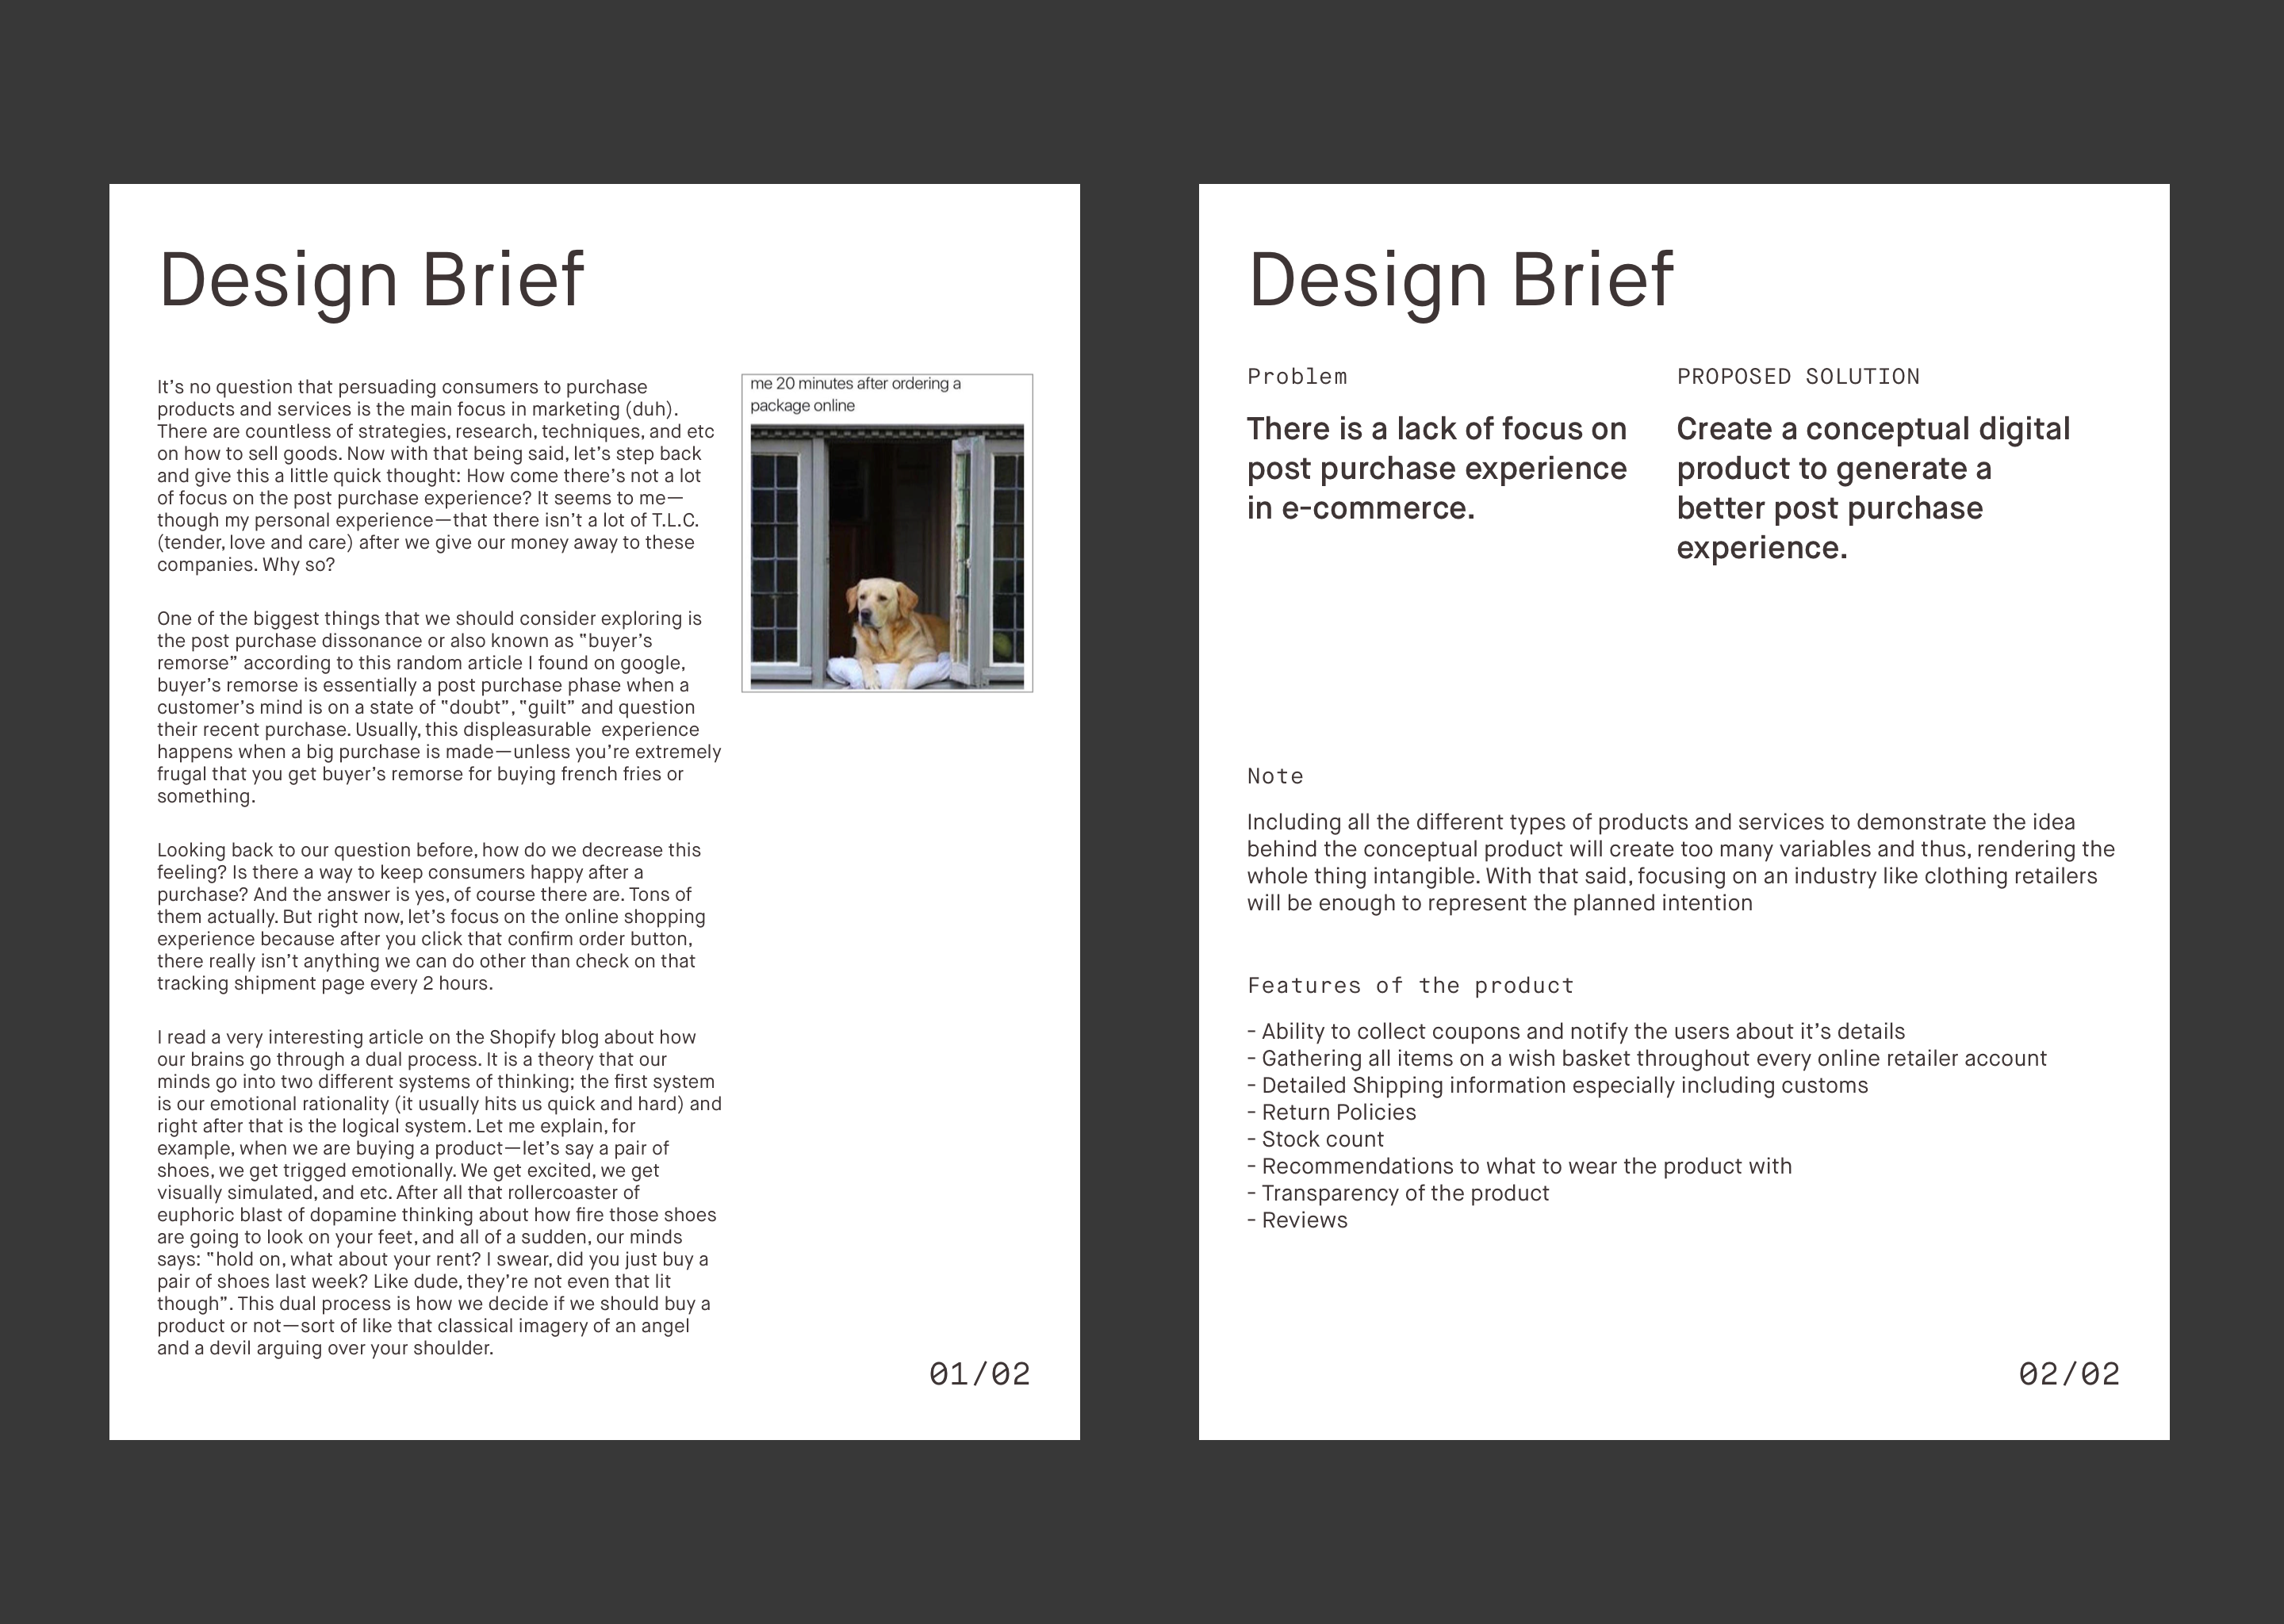 Design Brief
It’s no question that persuading consumers to purchase
products and services is the main focus in marketing (duh).
There are countless of strategies, research, techniques, and etc
on how to sell goods. Now with that being said, let’s step back
and give this a little quick thought: How come there’s not a lot
of focus on the post purchase experience? It seems to me—
though my personal experience—that there isn’t a lot of T.L.C.
(tender, love and care) after we give our money away to these
companies. Why so?
One of the biggest things that we should consider exploring is
the post purchase dissonance or also known as “buyer’s
remorse” according to this random article I found on google,
buyer’s remorse is essentially a post purchase phase when a
customer’s mind is on a state of “doubt”, “guilt” and question
their recent purchase. Usually, this displeasurable  experience
happens when a big purchase is made—unless you’re extremely
frugal that you get buyer’s remorse for buying french fries or
something.
Looking back to our question before, how do we decrease this
feeling? Is there a way to keep consumers happy after a
purchase? And the answer is yes, of course there are. Tons of
them actually. But right now, let’s focus on the online shopping
experience because after you click that confirm order button,
there really isn’t anything we can do other than check on that
tracking shipment page every 2 hours.
I read a very interesting article on the Shopify blog about how
our brains go through a dual process. It is a theory that our
minds go into two different systems of thinking; the first system
is our emotional rationality (it usually hits us quick and hard) and
right after that is the logical system. Let me explain, for
example, when we are buying a product—let’s say a pair of
shoes, we get trigged emotionally. We get excited, we get
visually simulated, and etc. After all that rollercoaster of
euphoric blast of dopamine thinking about how fire those shoes
are going to look on your feet, and all of a sudden, our minds
says: “hold on, what about your rent? I swear, did you just buy a
pair of shoes last week? Like dude, they’re not even that lit
though”. This dual process is how we decide if we should buy a
product or not—sort of like that classical imagery of an angel
and a devil arguing over your shoulder.
me 20 minutes after ordering a
package online
01/02
Design Brief
Problem
There is a lack of focus on
post purchase experience
in e-commerce.
PROPOSED SOLUTION
Create a conceptual digital
product to generate a
better post purchase
experience.
Note
Including all the different types of products and services to demonstrate the idea
behind the conceptual product will create too many variables and thus, rendering the
whole thing intangible. With that said, focusing on an industry like clothing retailers
will be enough to represent the planned intention
Features of the product
- Ability to collect coupons and notify the users about it’s details
- Gathering all items on a wish basket throughout every online retailer account
- Detailed Shipping information especially including customs
- Return Policies
- Stock count
- Recommendations to what to wear the product with
- Transparency of the product
- Reviews
02/02